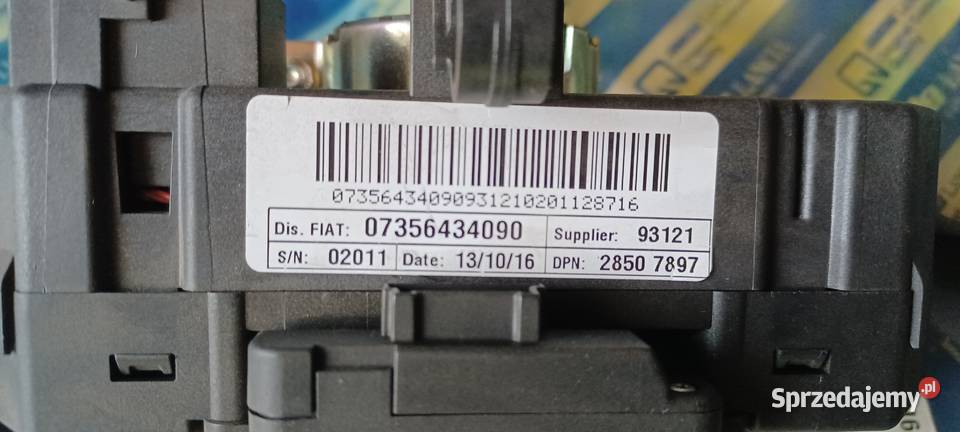 07356434090931210201128716
Dis. FIAT: 07356434090 Supplier: 93121
S/N: 02011 Date: 13/10/16 DPN: 2850 7897
Sprzedajemy.pl